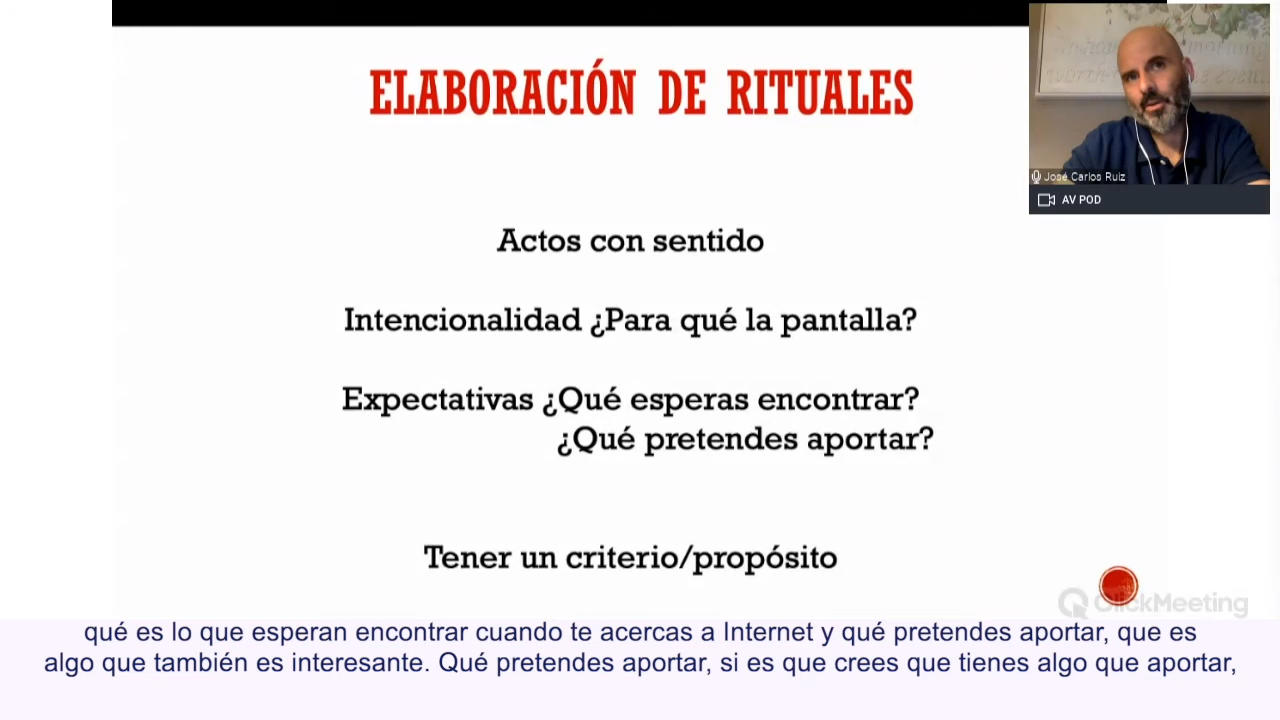 ELABORACIÓN DE RITUALES
Actos con sentido
Intencionalidad ¿Para qué la pantalla?
Expectativas ¿Qué esperas encontrar?
¿Qué pretendes aportar?
Tener un criterio/propósito
José Carlos Ruiz
AV POD
ClickMeeting
qué es lo que esperan encontrar cuando te acercas a Internet y qué pretendes aportar, que es
algo que también es interesante. Qué pretendes aportar, si es que crees que tienes algo que aportar,